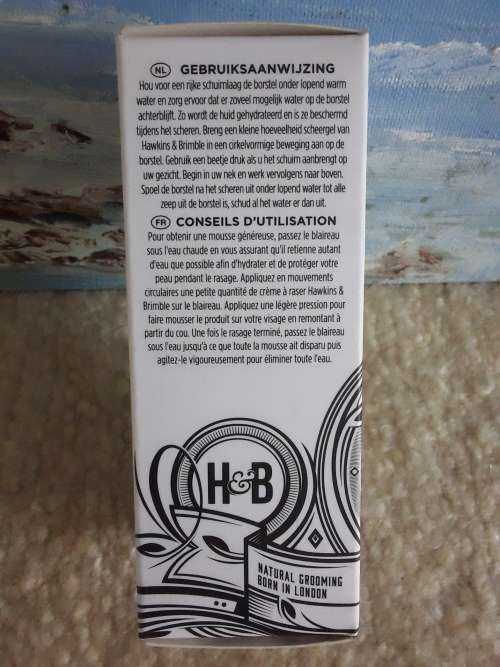 NL GEBRUIKSAANWIJZING
Hou voor een rijke schuimlaag de borstel onder lopend warm
water en zorg ervoor dat er zoveel mogelijk water op de borstel
achterblijft. Zo wordt de huid gehydrateerd en is ze beschermd
tijdens het scheren. Breng een kleine hoeveelheid scheergel van
Hawkins & Brimble in een cirkelvormige beweging aan op de
borstel. Gebruik een beetje druk als u het schuim aanbrengt op
uw gezicht. Begin in uw nek en werk vervolgens naar boven.
Spoel de borstel na het scheren uit onder lopend water tot alle
zeep uit de borstel is, schud al het water er dan uit.
FR CONSEILS D'UTILISATION
Pour obtenir une mousse généreuse, passez le blaireau
sous l'eau chaude en vous assurant qu'il retienne autant
d'eau que possible afin d'hydrater et de protéger votre
peau pendant le rasage. Appliquez en mouvements
circulaires une petite quantité de crème à raser Hawkins &
Brimble sur le blaireau. Appliquez une légère pression pour
faire mousser le produit sur votre visage en remontant à
partir du cou. Une fois le rasage terminé, passez le blaireau
sous l'eau jusqu'à ce que toute la mousse ait disparu puis
agitez-le vigoureusement pour éliminer toute l'eau.
H&B
NATURAL GROOMING
BORN IN LONDON